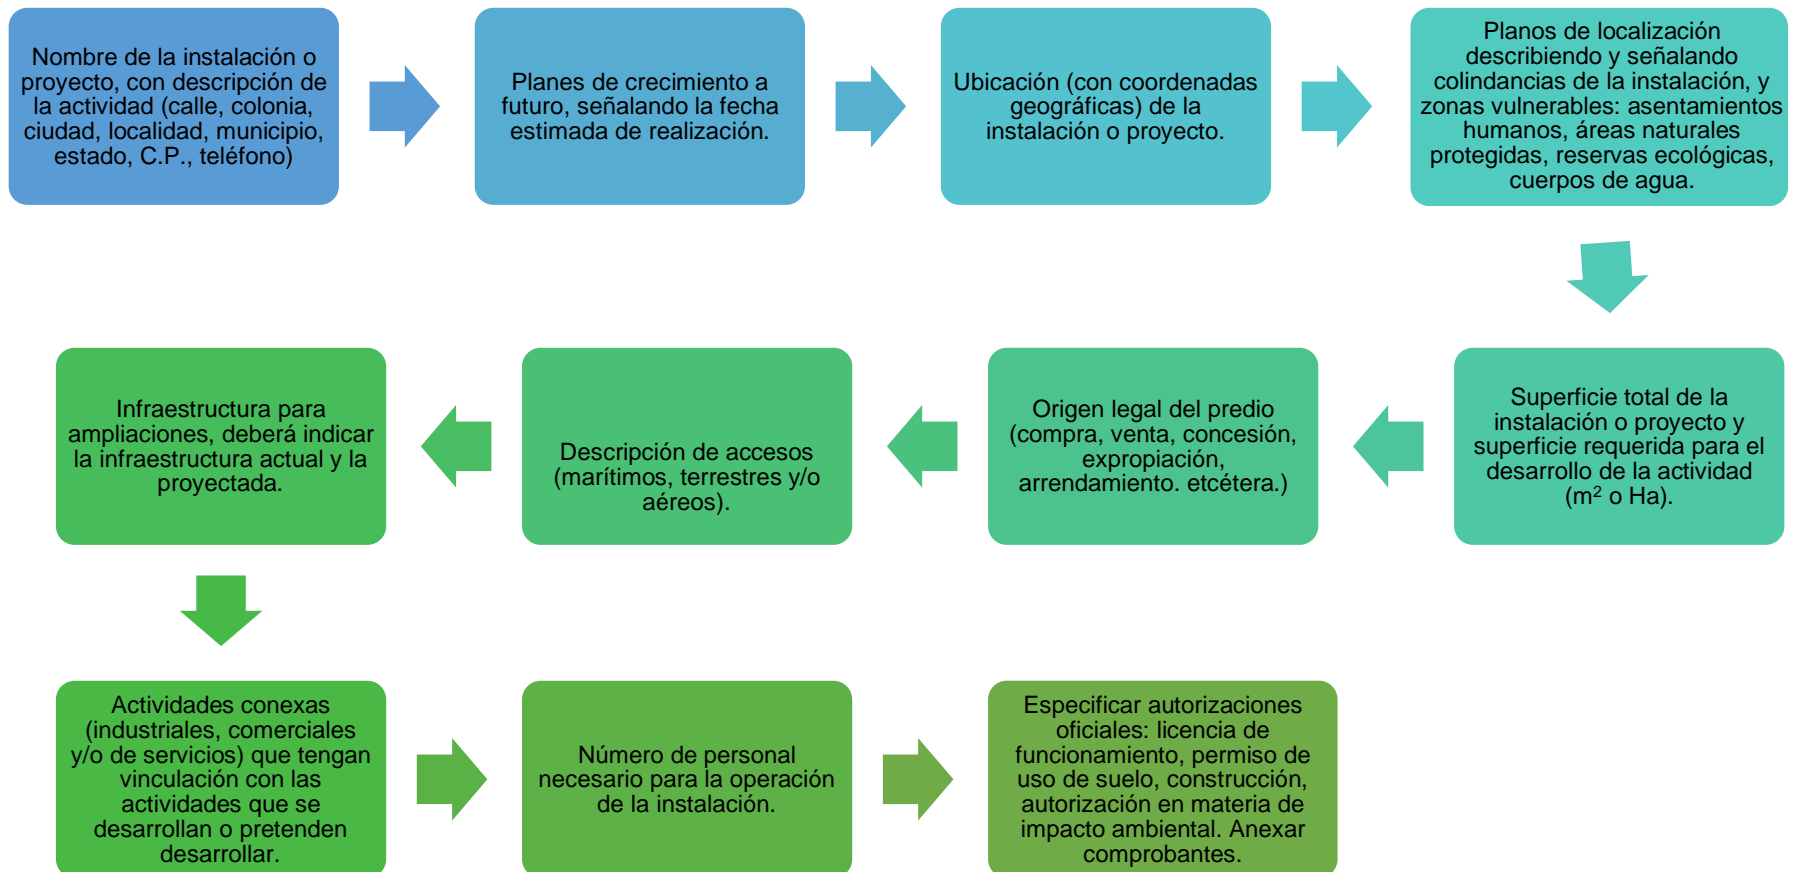 Nombre de la instalación o
proyecto, con descripción de
la actividad (calle, colonia,
ciudad, localidad, municipio,
estado, C.P., teléfono)
Planes de crecimiento a
futuro, señalando la fecha
estimada de realización.
Ubicación (con coordenadas
geográficas) de la
instalación o proyecto.
Planos de localización
describiendo y señalando
colindancias de la instalación, y
zonas vulnerables: asentamientos
humanos, áreas naturales
protegidas, reservas ecológicas,
cuerpos de agua.
Superficie total de la
instalación o proyecto y
superficie requerida para el
desarrollo de la actividad
(m² o Ha).
Origen legal del predio
(compra, venta, concesión,
expropiación,
arrendamiento. etcétera.)
Descripción de accesos
(marítimos, terrestres y/o
aéreos).
Infraestructura para
ampliaciones, deberá indicar
la infraestructura actual y la
proyectada.
Actividades conexas
(industriales, comerciales
y/o de servicios) que tengan
vinculación con las
actividades que se
desarrollan o pretenden
desarrollar.
Número de personal
necesario para la operación
de la instalación.
Especificar autorizaciones
oficiales: licencia de
funcionamiento, permiso de
uso de suelo, construcción,
autorización en materia de
impacto ambiental. Anexar
comprobantes.